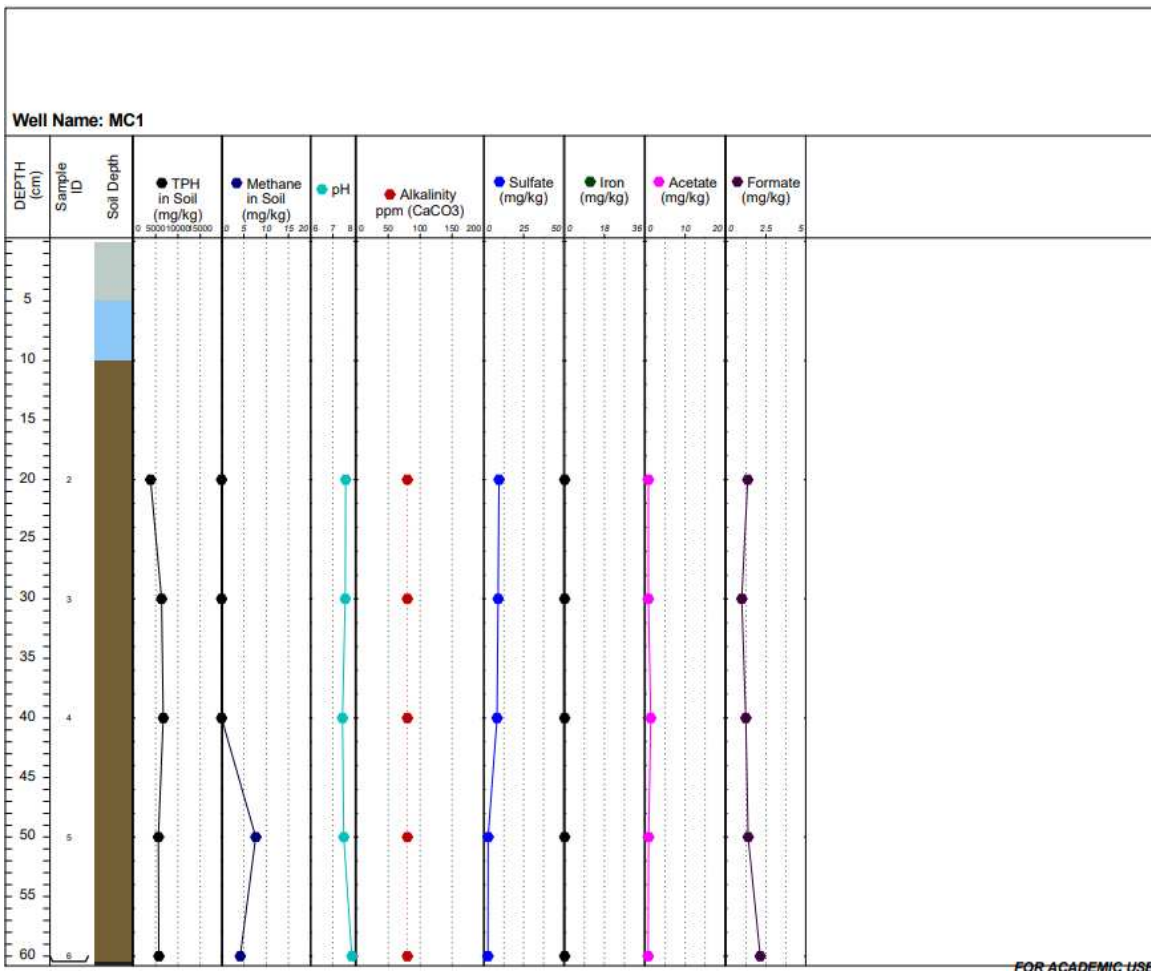 Well Name: MC1
DEPTH
(cm)
Sample
ID
Soil Depth
TPH
in Soil
(mg/kg)
0 5000 10000 15000
Methane
in Soil
(mg/kg)
0 5 10 15 20
pH
6 7 8
Alkalinity
ppm (CaCO3)
0 50 100 150 200
Sulfate
(mg/kg)
0 25 50
Iron
(mg/kg)
0 18 36
Acetate
(mg/kg)
0 10 20
Formate
(mg/kg)
0 2.5 5
5
10
15
20 2
25
30 3
35
40 4
45
50 5
55
60 6
FOR ACADEMIC USE